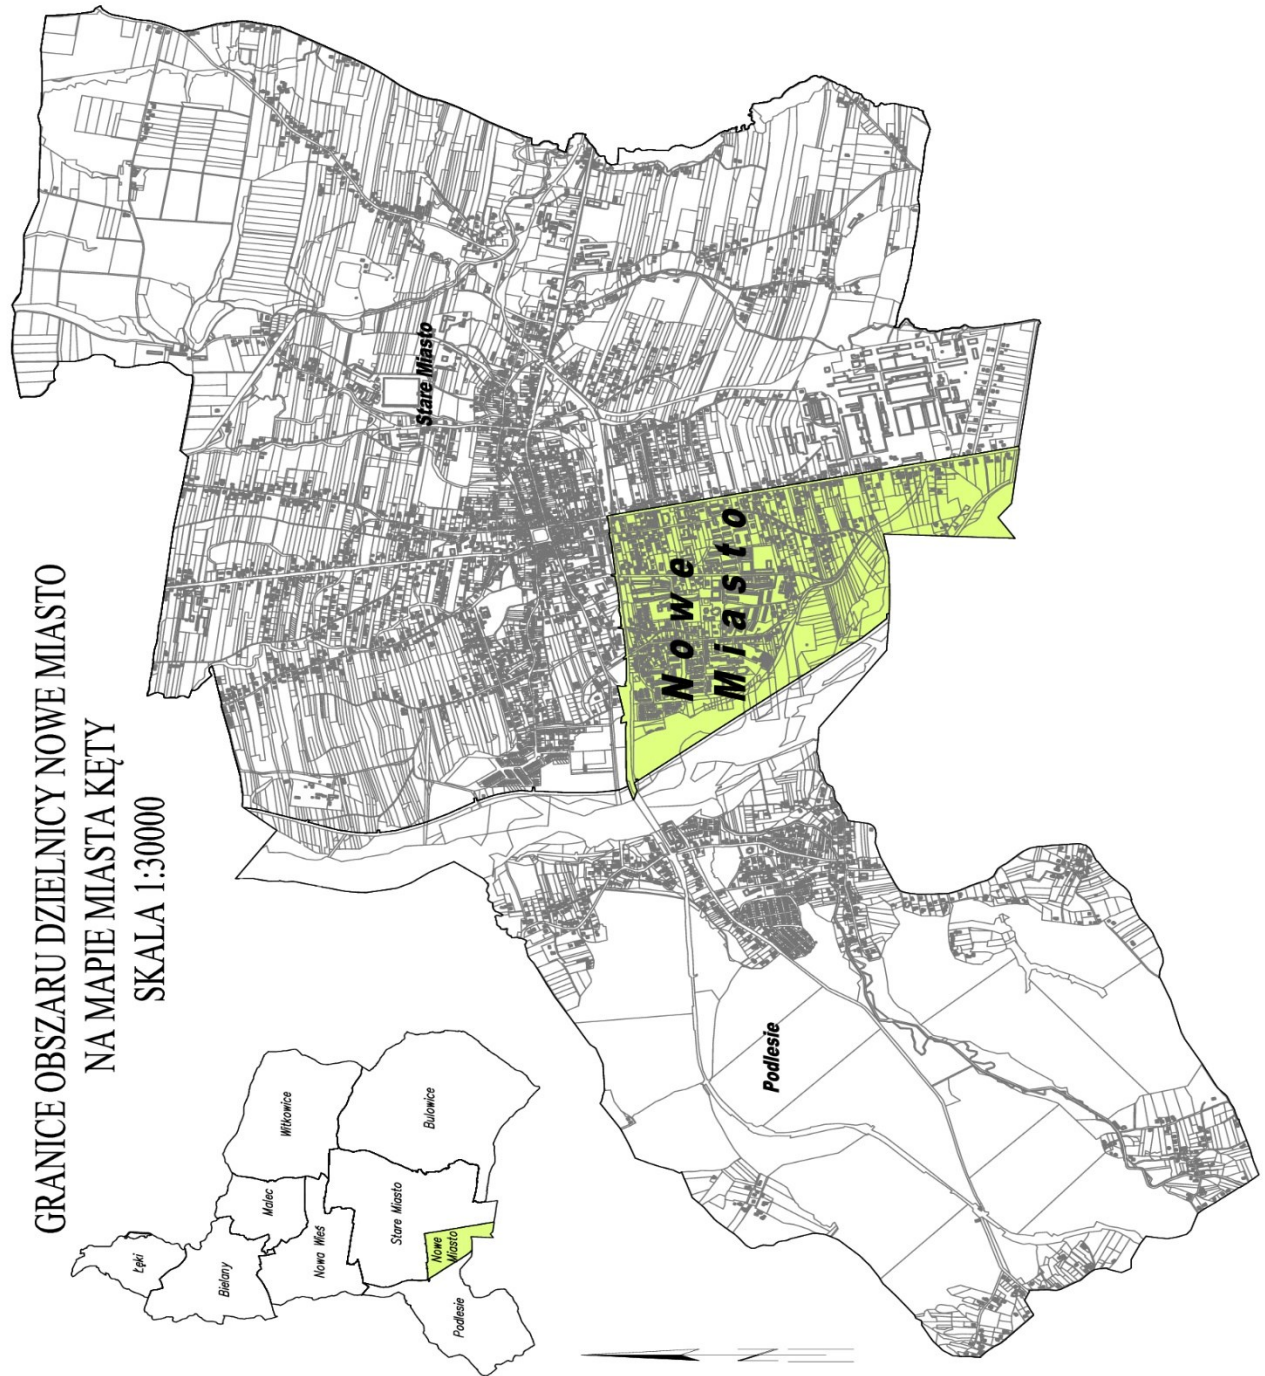 GRANICE OBSZARU DZIELNICY NOWE MIASTO
NA MAPIE MIASTA KĘTY
SKALA 1:30000
Stare Miasto
Nowe
Miasto
Podlesie
Łęki
Bielany
Malec
Witkowice
Nowa Wieś
Bulowice
Stare Miasto
Nowe
Miasto
Podlesie